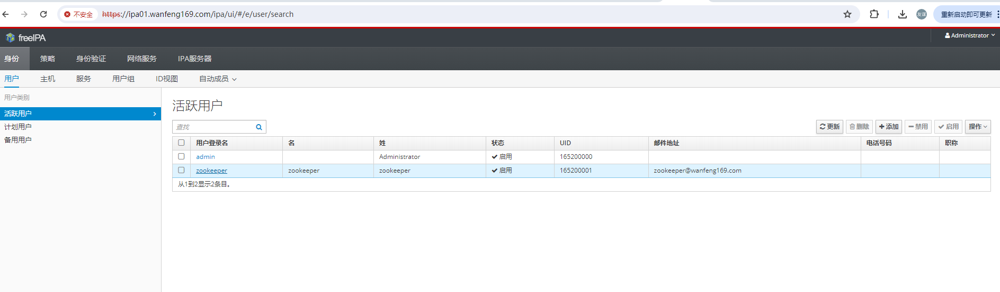 不安全 https://ipa01.wanfeng169.com/ipa/ui/#/e/user/search 友谋 重新启动即可更新
freeIPA Administrator
身份 策略 身份验证 网络服务 IPA服务器
用户 主机 服务 用户组 ID视图 自动成员
用户类别
活跃用户
计划用户
备用用户
活跃用户
查找 更新 删除 添加 禁用 启用 操作
用户登录名 名 姓 状态 UID 邮件地址 电话号码 职称
admin Administrator 启用 165200000
zookeeper zookeeper zookeeper 启用 165200001 zookeeper@wanfeng169.com
从1到2显示2条目。